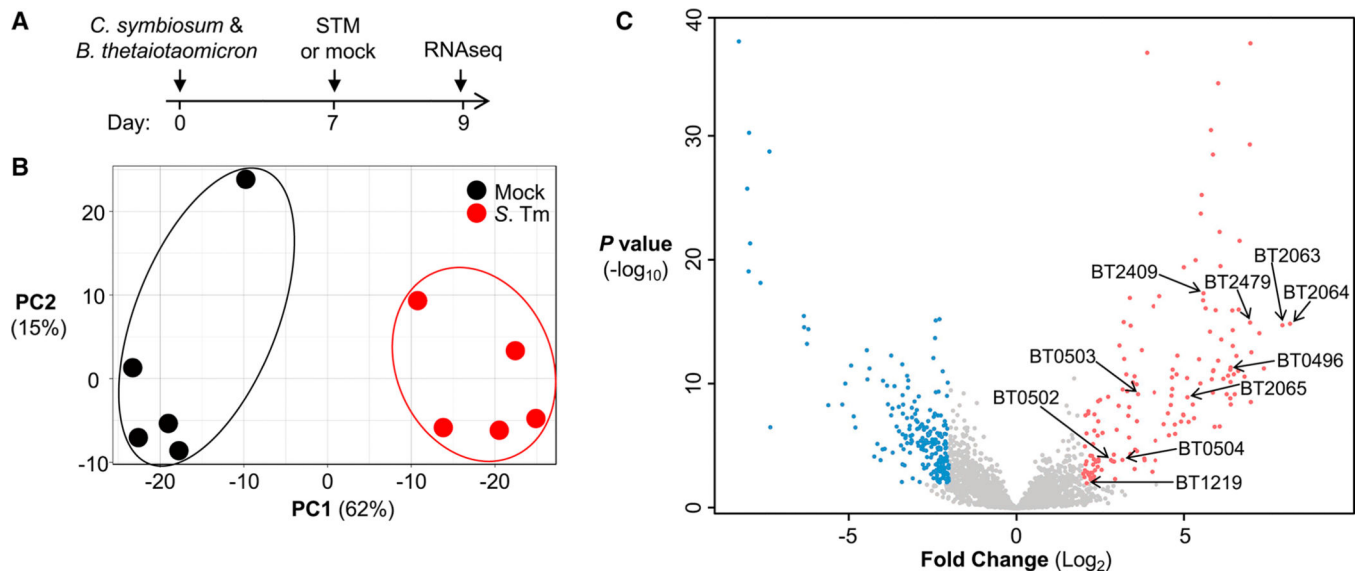 A
C. symbiosum &
B. thetaiotaomicron
STM
or mock
RNAseq
Day: 0 7 9
B
Mock
S. Tm
PC2
(15%)
20
10
0
-10
-20 -10 0 -10 -20
PC1 (62%)
C
P value
(-log10)
40
30
20
10
0
BT2063
BT2409
BT2479
BT2064
BT0503
BT0496
BT2065
BT0502
BT0504
BT1219
-5 0 5
Fold Change (Log2)